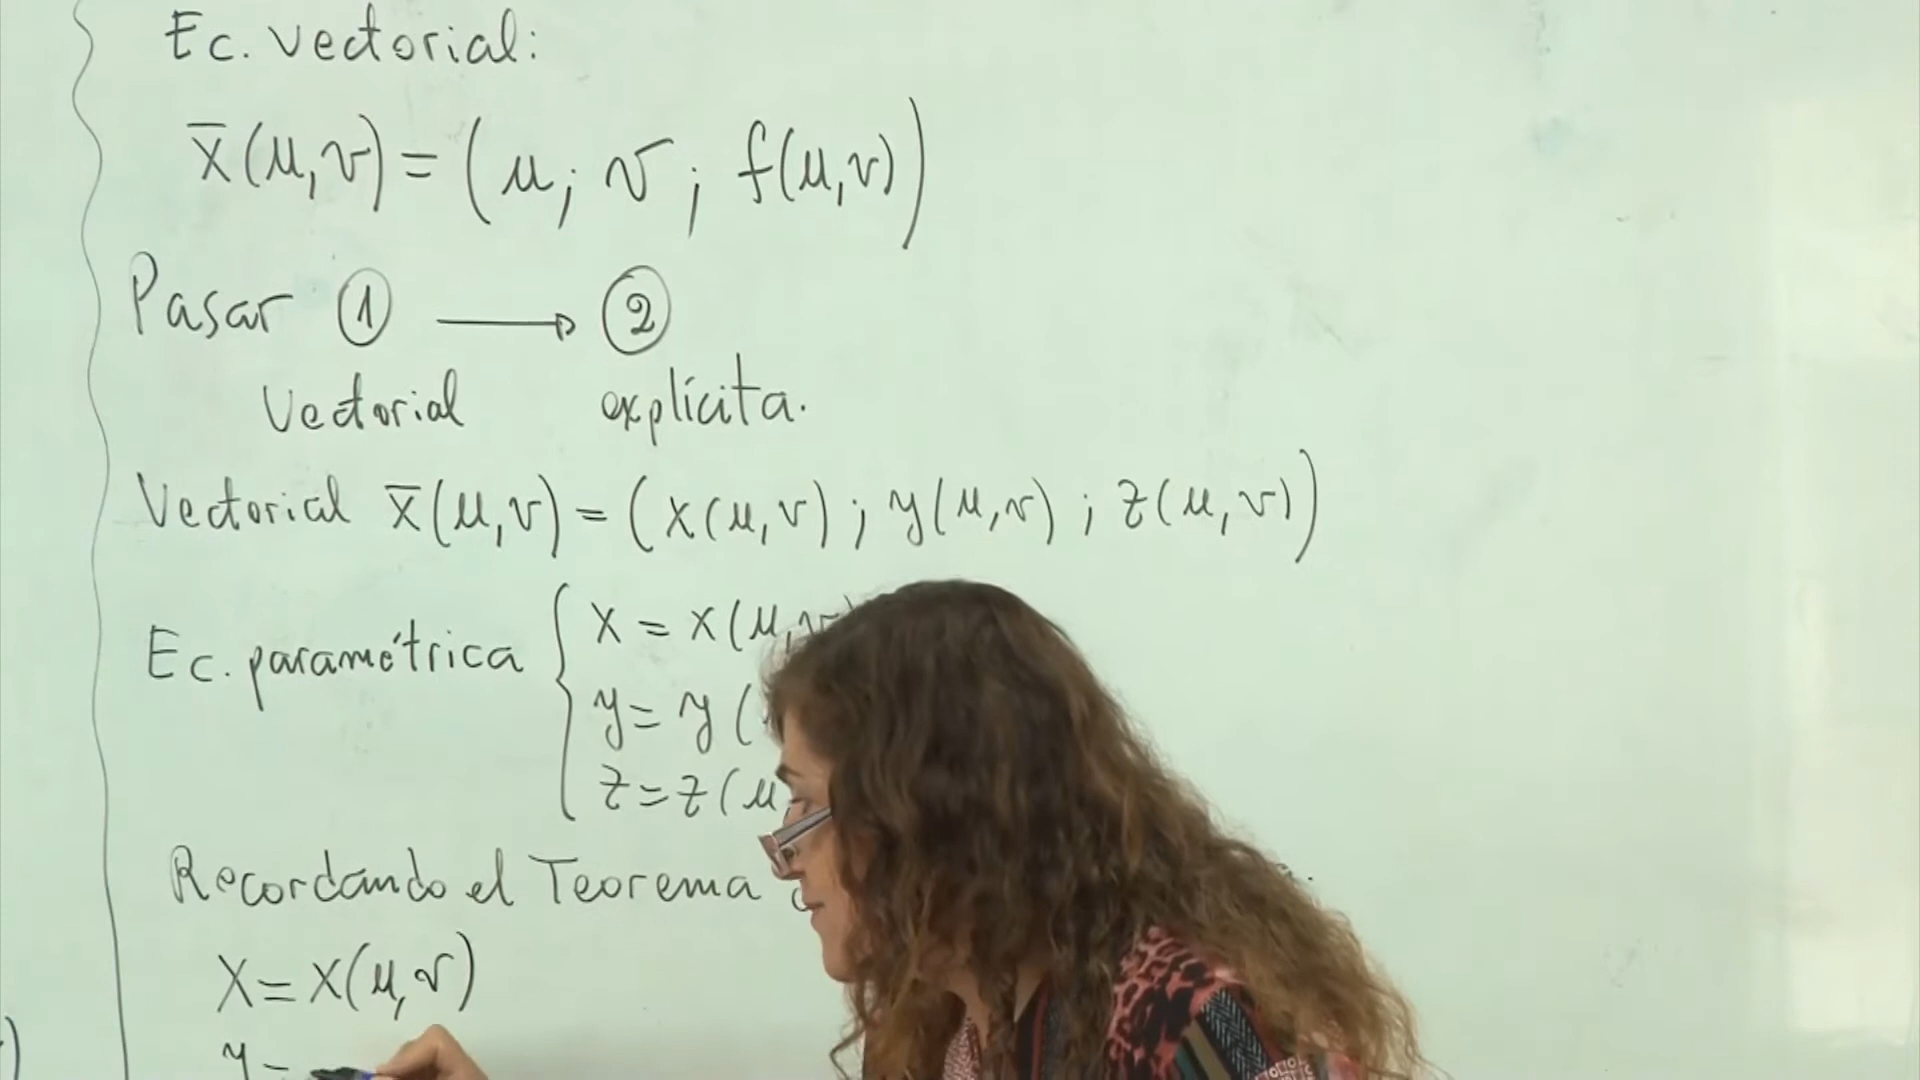 Ec. vectorial:
x̄(μ,v) = (μ; v; f(μ,v))
Pasar ① → ②
Vectorial explícita.
Vectorial x̄(μ,v) = (x(μ,v); y(μ,v); z(μ,v))
Ec. paramétrica { x = x(μ,v
y = y (
z = z(μ
Recordando el Teorema
x = x(μ,v)
y =